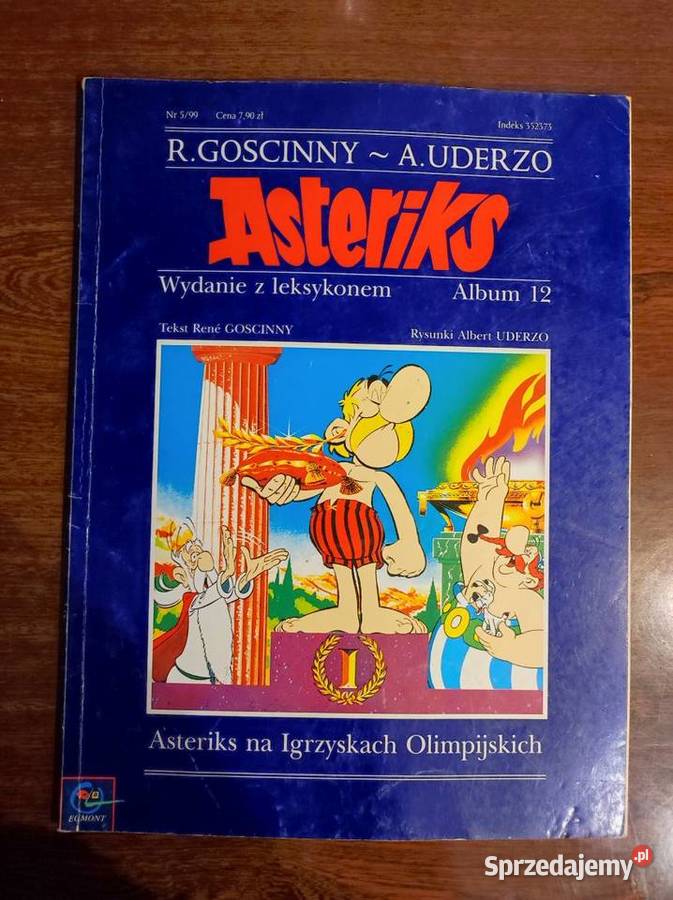 Nr 5/99 Cena 7,90 zł Indeks 352373
R.GOSCINNY ~ A.UDERZO
Asteriks
Wydanie z leksykonem Album 12
Tekst René GOSCINNY Rysunki Albert UDERZO
I
Asteriks na Igrzyskach Olimpijskich
EGMONT
Sprzedajemy.pl